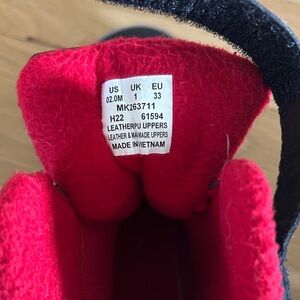 US UK EU
02.0M 1 33
MK263711
H22 61594
LEATHER/PU UPPERS
LEATHER & MAN MADE UPPERS
MADE IN VIETNAM